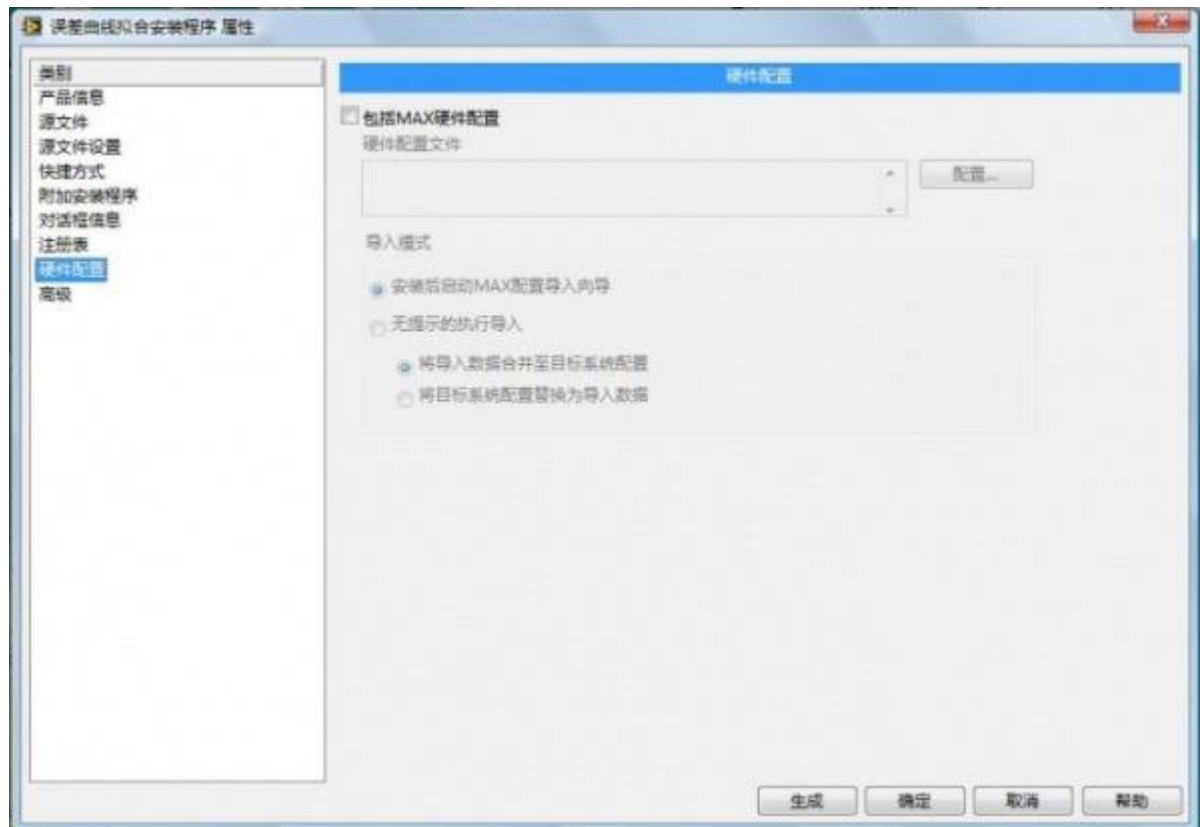 误差曲线拟合安装程序 属性
类别
产品信息
源文件
源文件设置
快捷方式
附加安装程序
对话框信息
注册表
硬件配置
高级
硬件配置
包括MAX硬件配置
硬件配置文件
配置...
导入模式
安装后启动MAX配置导入向导
无提示的执行导入
将导入数据合并至目标系统配置
将目标系统配置替换为导入数据
生成
确定
取消
帮助